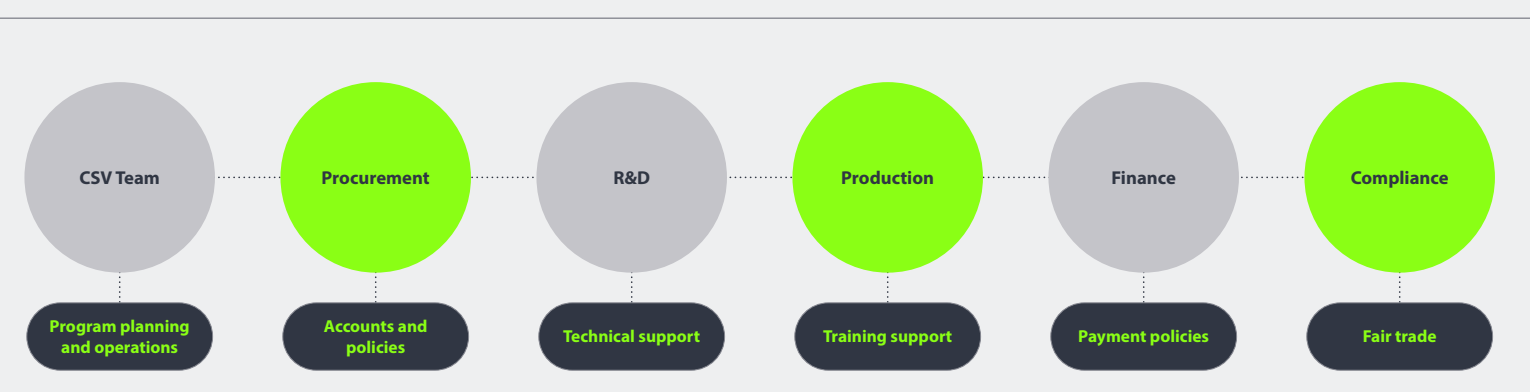 CSV Team
Procurement
R&D
Production
Finance
Compliance
Program planning
and operations
Accounts and
policies
Technical support
Training support
Payment policies
Fair trade